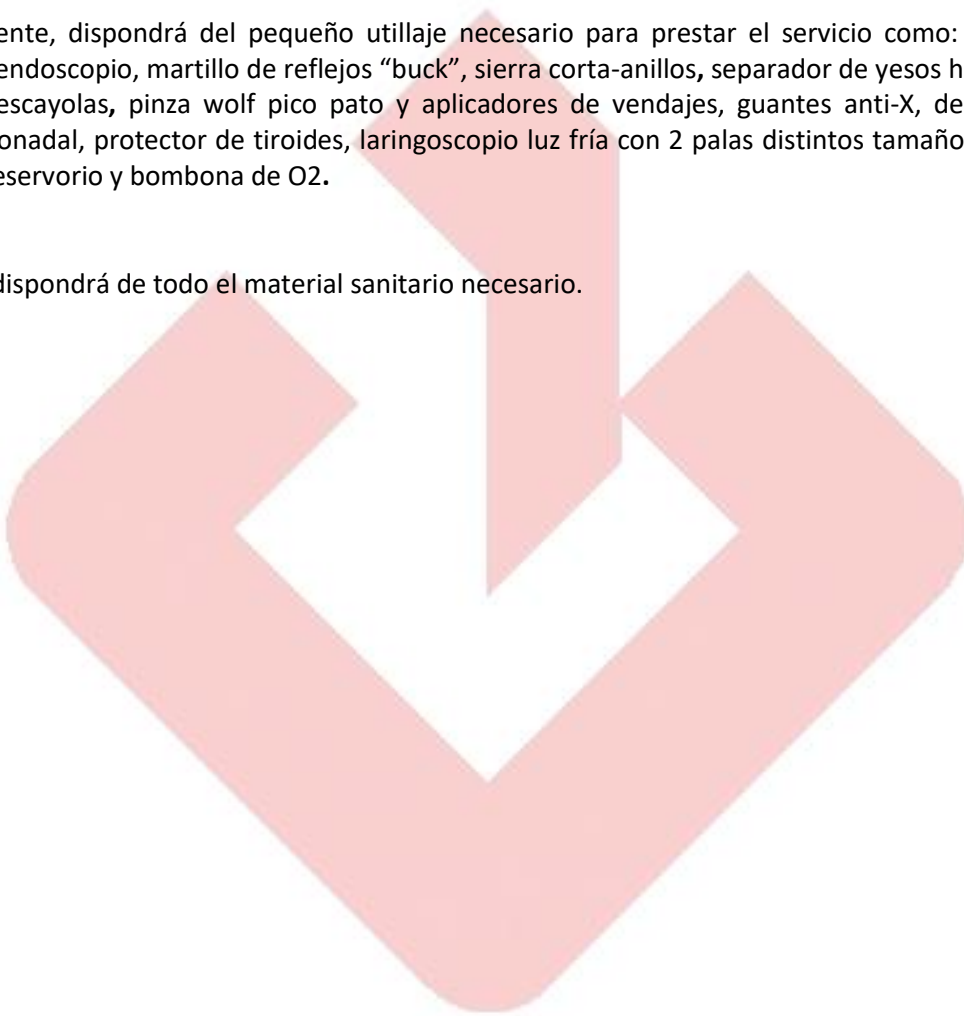 ente, dispondrá del pequeño utillaje necesario para prestar el servicio como:
endoscopio, martillo de reflejos “buck”, sierra corta-anillos, separador de yesos h
escayolas, pinza wolf pico pato y aplicadores de vendajes, guantes anti-X, de
onadal, protector de tiroides, laringoscopio luz fría con 2 palas distintos tamaño
eservorio y bombona de O2.
dispondrá de todo el material sanitario necesario.